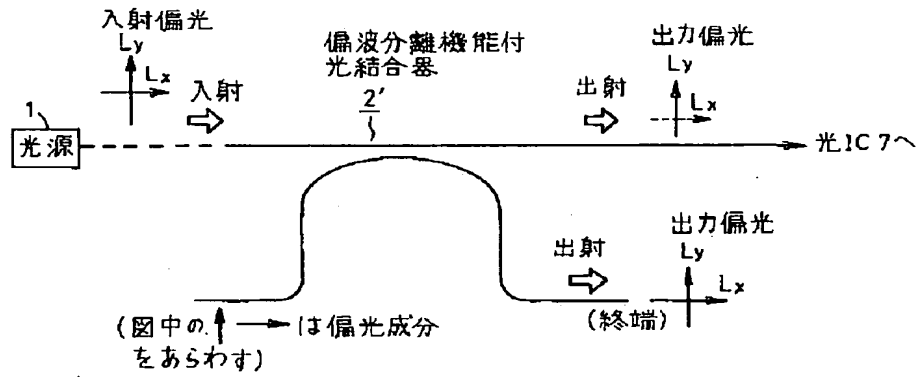 入射偏光
Ly
Lx
入射
偏波分離機能付
光結合器
2'
出射
出力偏光
Ly
Lx
1
光源
光IC7へ
出射
出力偏光
Ly
Lx
(終端)
(図中の↑ →は偏光成分
をあらわす)